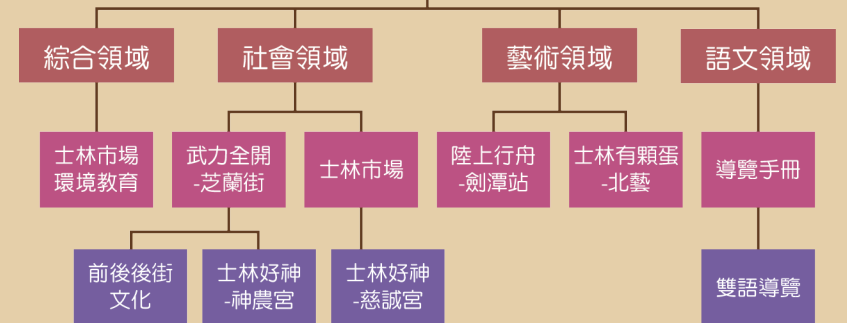 綜合領域
社會領域
藝術領域
語文領域
士林市場
環境教育
武力全開
-芝蘭街
士林市場
陸上行舟
-劍潭站
士林有顆蛋
-北藝
導覽手冊
前後後街
文化
士林好神
-神農宮
士林好神
-慈諴宮
雙語導覽